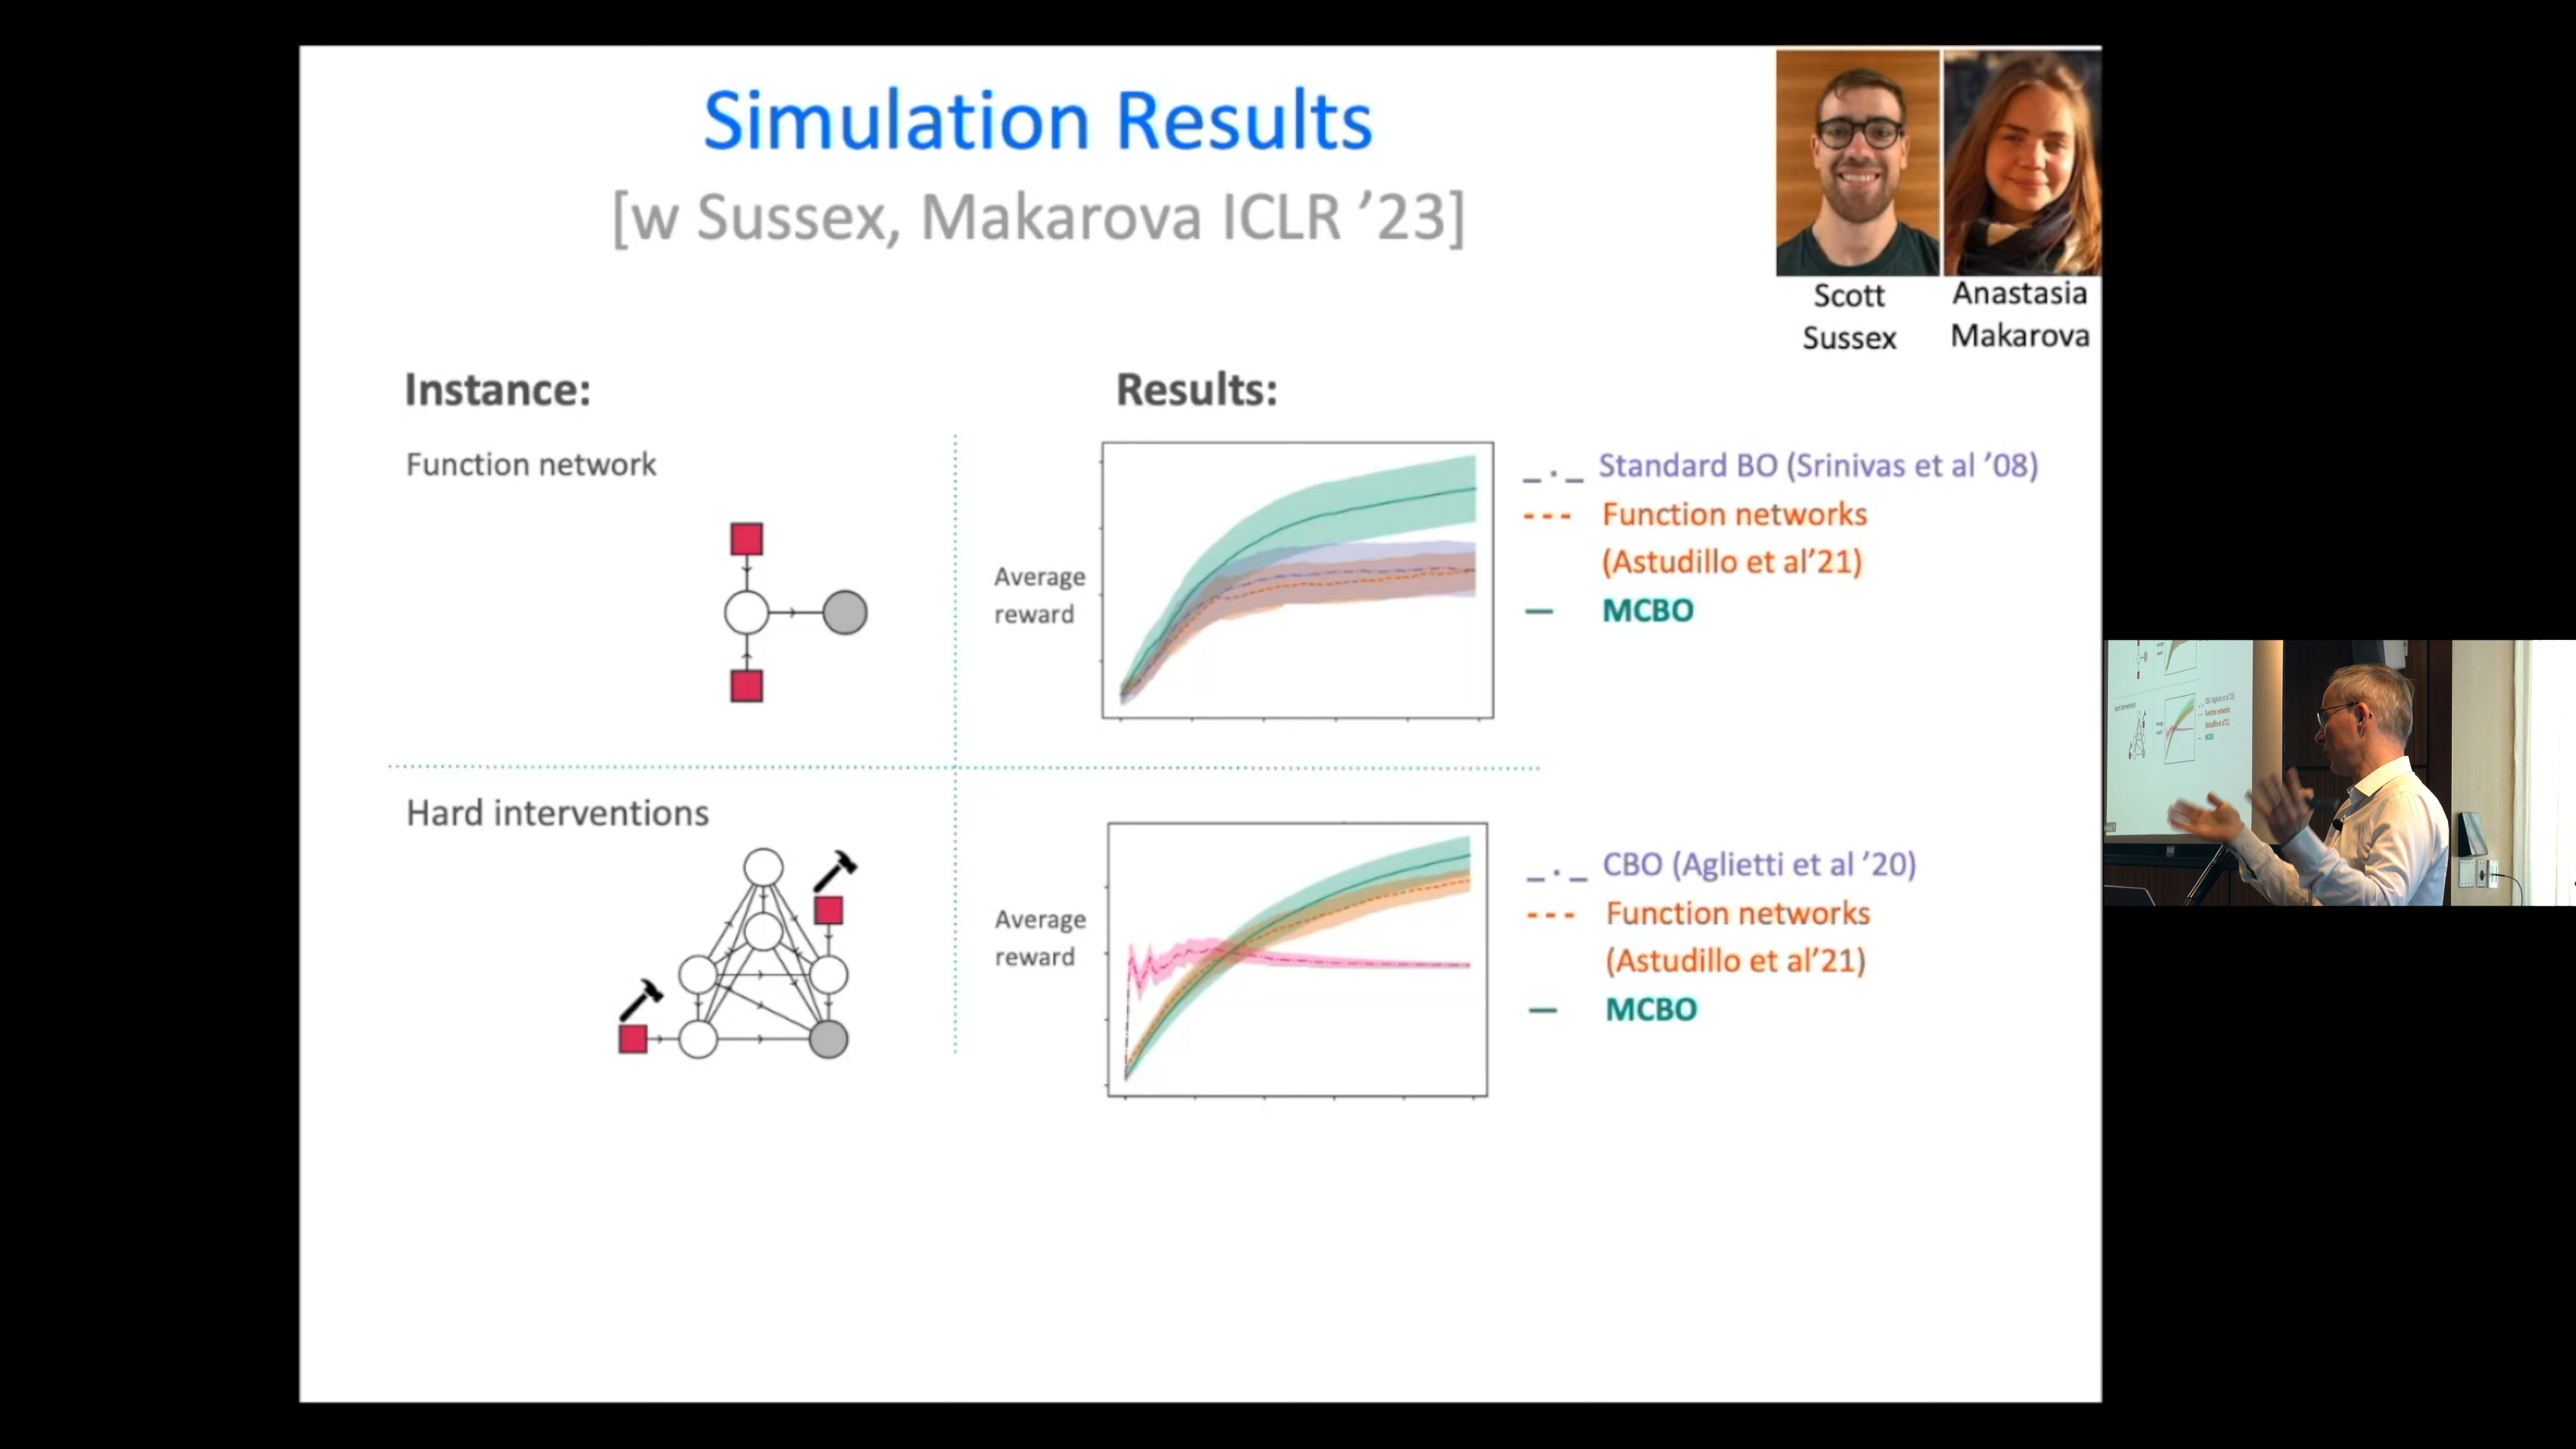 Simulation Results
[w Sussex, Makarova ICLR ’23]
Scott
Sussex
Anastasia
Makarova
Instance:
Results:
Function network
Average
reward
Standard BO (Srinivas et al ’08)
Function networks
(Astudillo et al’21)
MCBO
Hard interventions
Average
reward
CBO (Aglietti et al ’20)
Function networks
(Astudillo et al’21)
MCBO